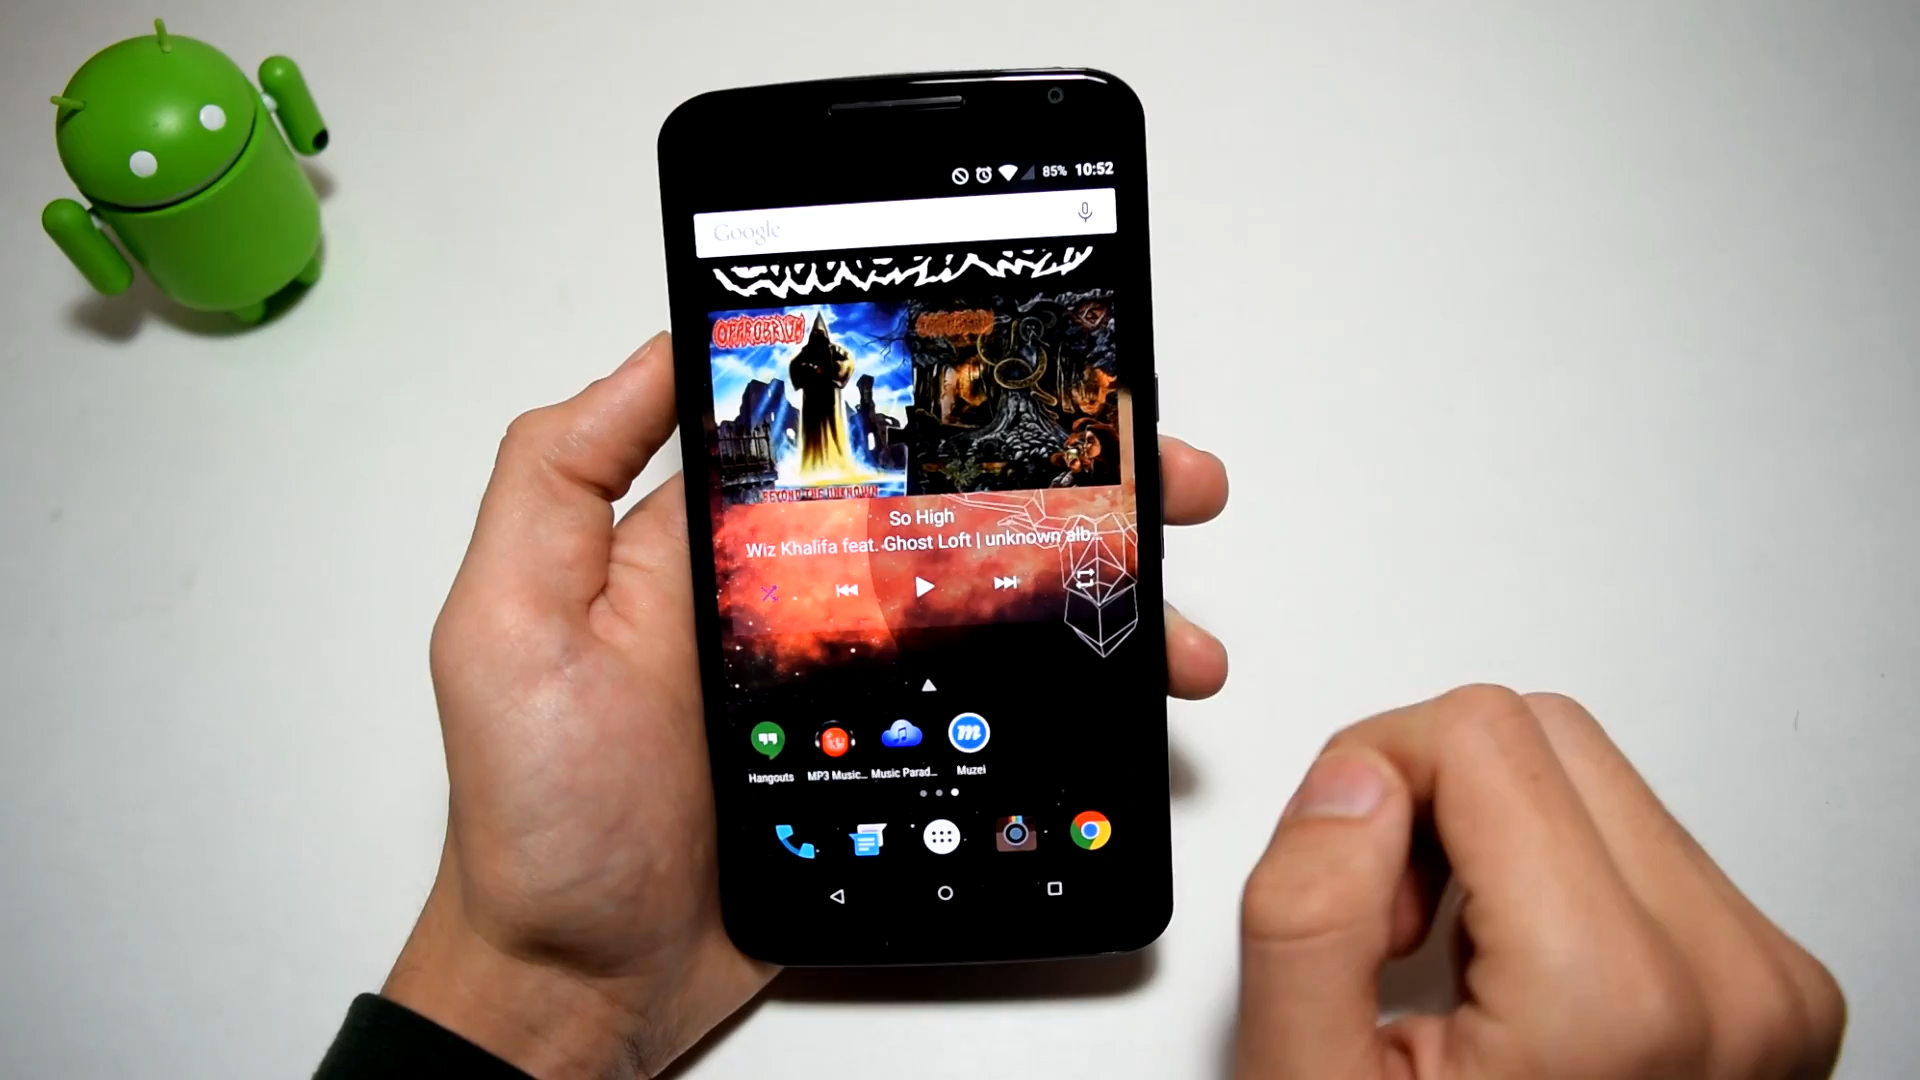 85% 10:52
Google
OPPROBRIUM
BEYOND THE UNKNOWN
So High
Wiz Khalifa feat. Ghost Loft | unknown alb...
Hangouts
MP3 Music...
Music Parad...
Muzei
m